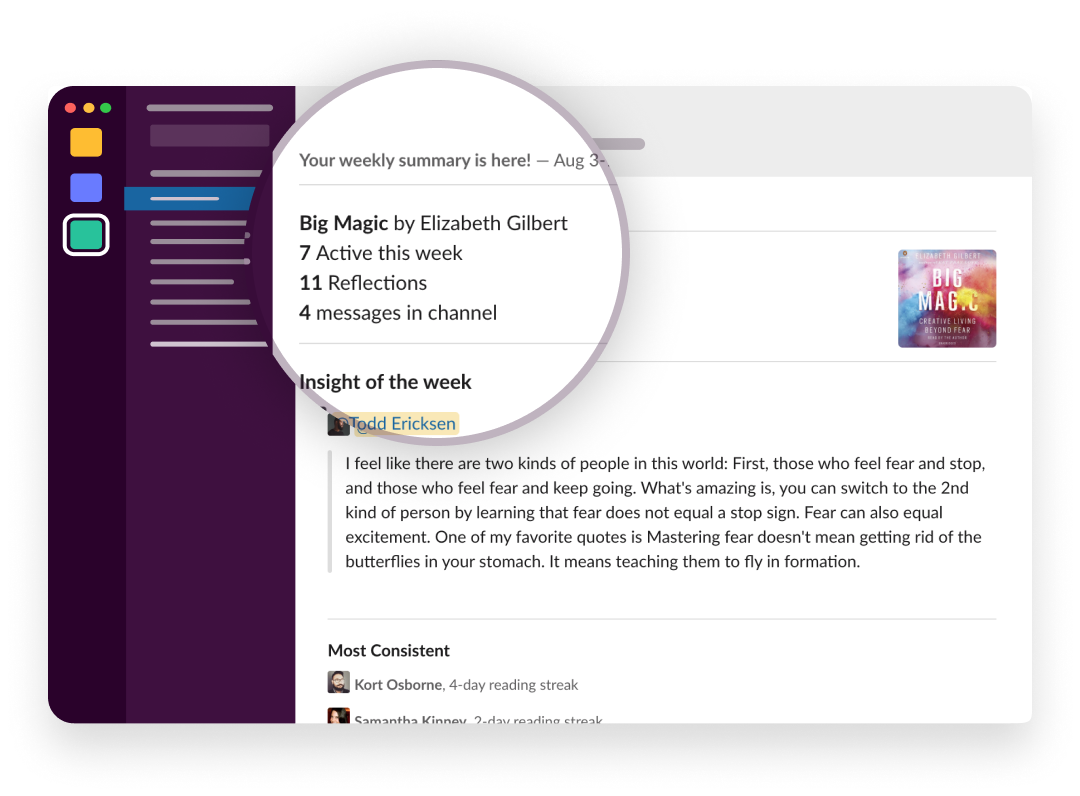 Your weekly summary is here! — Aug 3-
Big Magic by Elizabeth Gilbert
7 Active this week
11 Reflections
4 messages in channel
ELIZABETH GILBERT
BIG
MAGIC
CREATIVE LIVING
BEYOND FEAR
READ BY THE AUTHOR
Insight of the week
@Todd Ericksen
I feel like there are two kinds of people in this world: First, those who feel fear and stop,
and those who feel fear and keep going. What's amazing is, you can switch to the 2nd
kind of person by learning that fear does not equal a stop sign. Fear can also equal
excitement. One of my favorite quotes is Mastering fear doesn't mean getting rid of the
butterflies in your stomach. It means teaching them to fly in formation.
Most Consistent
Kort Osborne, 4-day reading streak
Samantha Kinney, 2-day reading streak